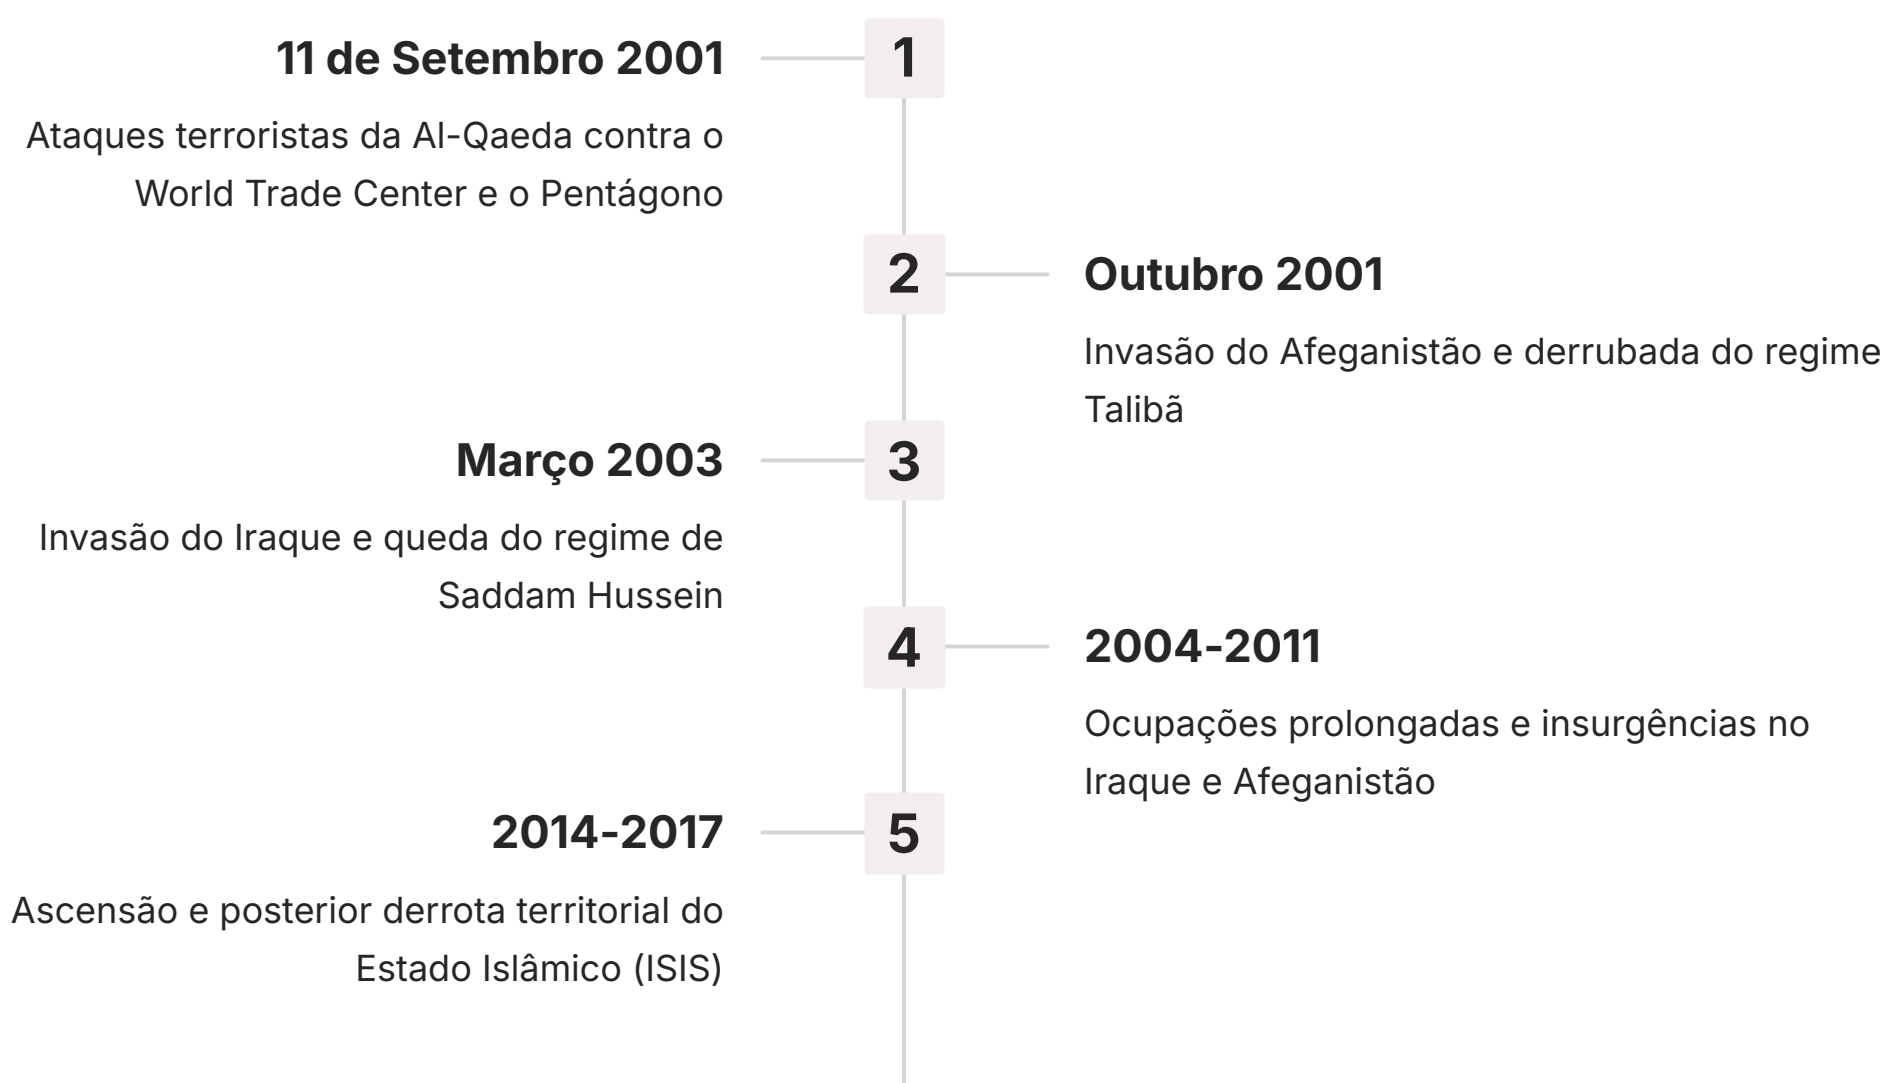 1
11 de Setembro 2001
Ataques terroristas da Al-Qaeda contra o
World Trade Center e o Pentágono
2
Outubro 2001
Invasão do Afeganistão e derrubada do regime
Talibã
3
Março 2003
Invasão do Iraque e queda do regime de
Saddam Hussein
4
2004-2011
Ocupações prolongadas e insurgências no
Iraque e Afeganistão
5
2014-2017
Ascensão e posterior derrota territorial do
Estado Islâmico (ISIS)